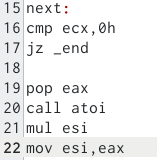 15 next:
16 cmp ecx,0h
17 jz _end
18
19 pop eax
20 call atoi
21 mul esi
22 mov esi,eax